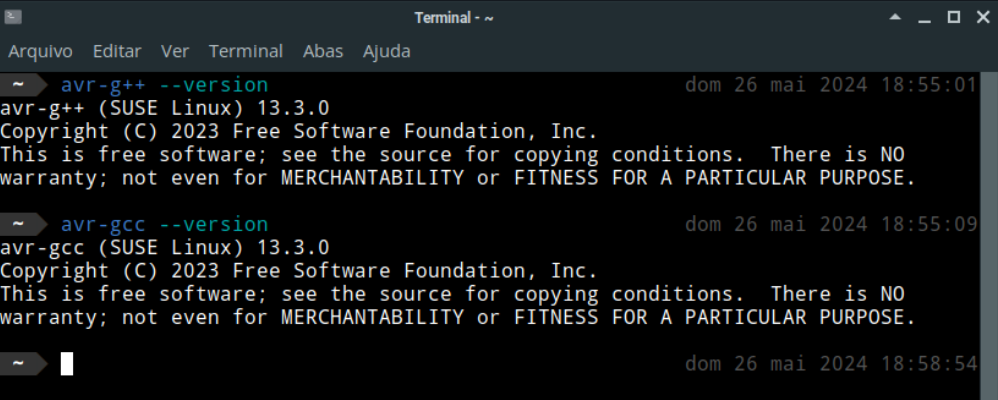 Terminal - ~
Arquivo Editar Ver Terminal Abas Ajuda
~ avr-g++ --version dom 26 mai 2024 18:55:01
avr-g++ (SUSE Linux) 13.3.0
Copyright (C) 2023 Free Software Foundation, Inc.
This is free software; see the source for copying conditions.  There is NO
warranty; not even for MERCHANTABILITY or FITNESS FOR A PARTICULAR PURPOSE.
~ avr-gcc --version dom 26 mai 2024 18:55:09
avr-gcc (SUSE Linux) 13.3.0
Copyright (C) 2023 Free Software Foundation, Inc.
This is free software; see the source for copying conditions.  There is NO
warranty; not even for MERCHANTABILITY or FITNESS FOR A PARTICULAR PURPOSE.
~ dom 26 mai 2024 18:58:54